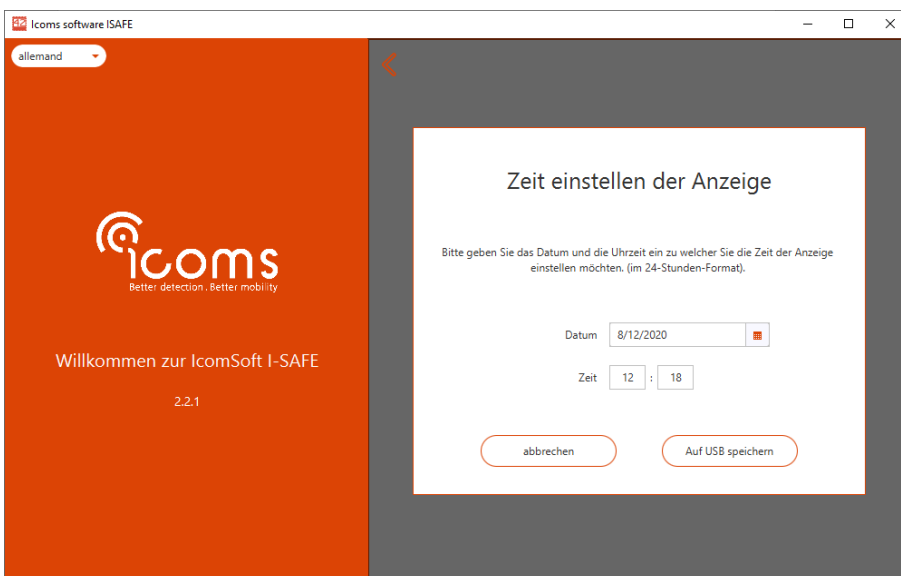 Icoms software ISAFE
allemand
icoms
Better detection. Better mobility
Willkommen zur IcomSoft I-SAFE
2.2.1
Zeit einstellen der Anzeige
Bitte geben Sie das Datum und die Uhrzeit ein zu welcher Sie die Zeit der Anzeige
einstellen möchten. (im 24-Stunden-Format).
Datum 8/12/2020
Zeit 12 : 18
abbrechen Auf USB speichern